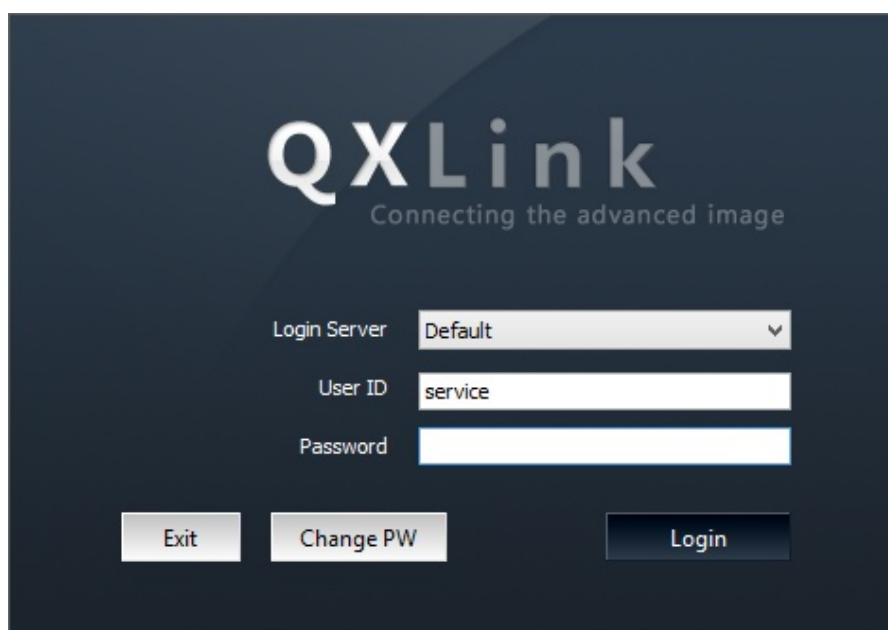 QXLink
Connecting the advanced image
Login Server Default
User ID service
Password
Exit Change PW Login